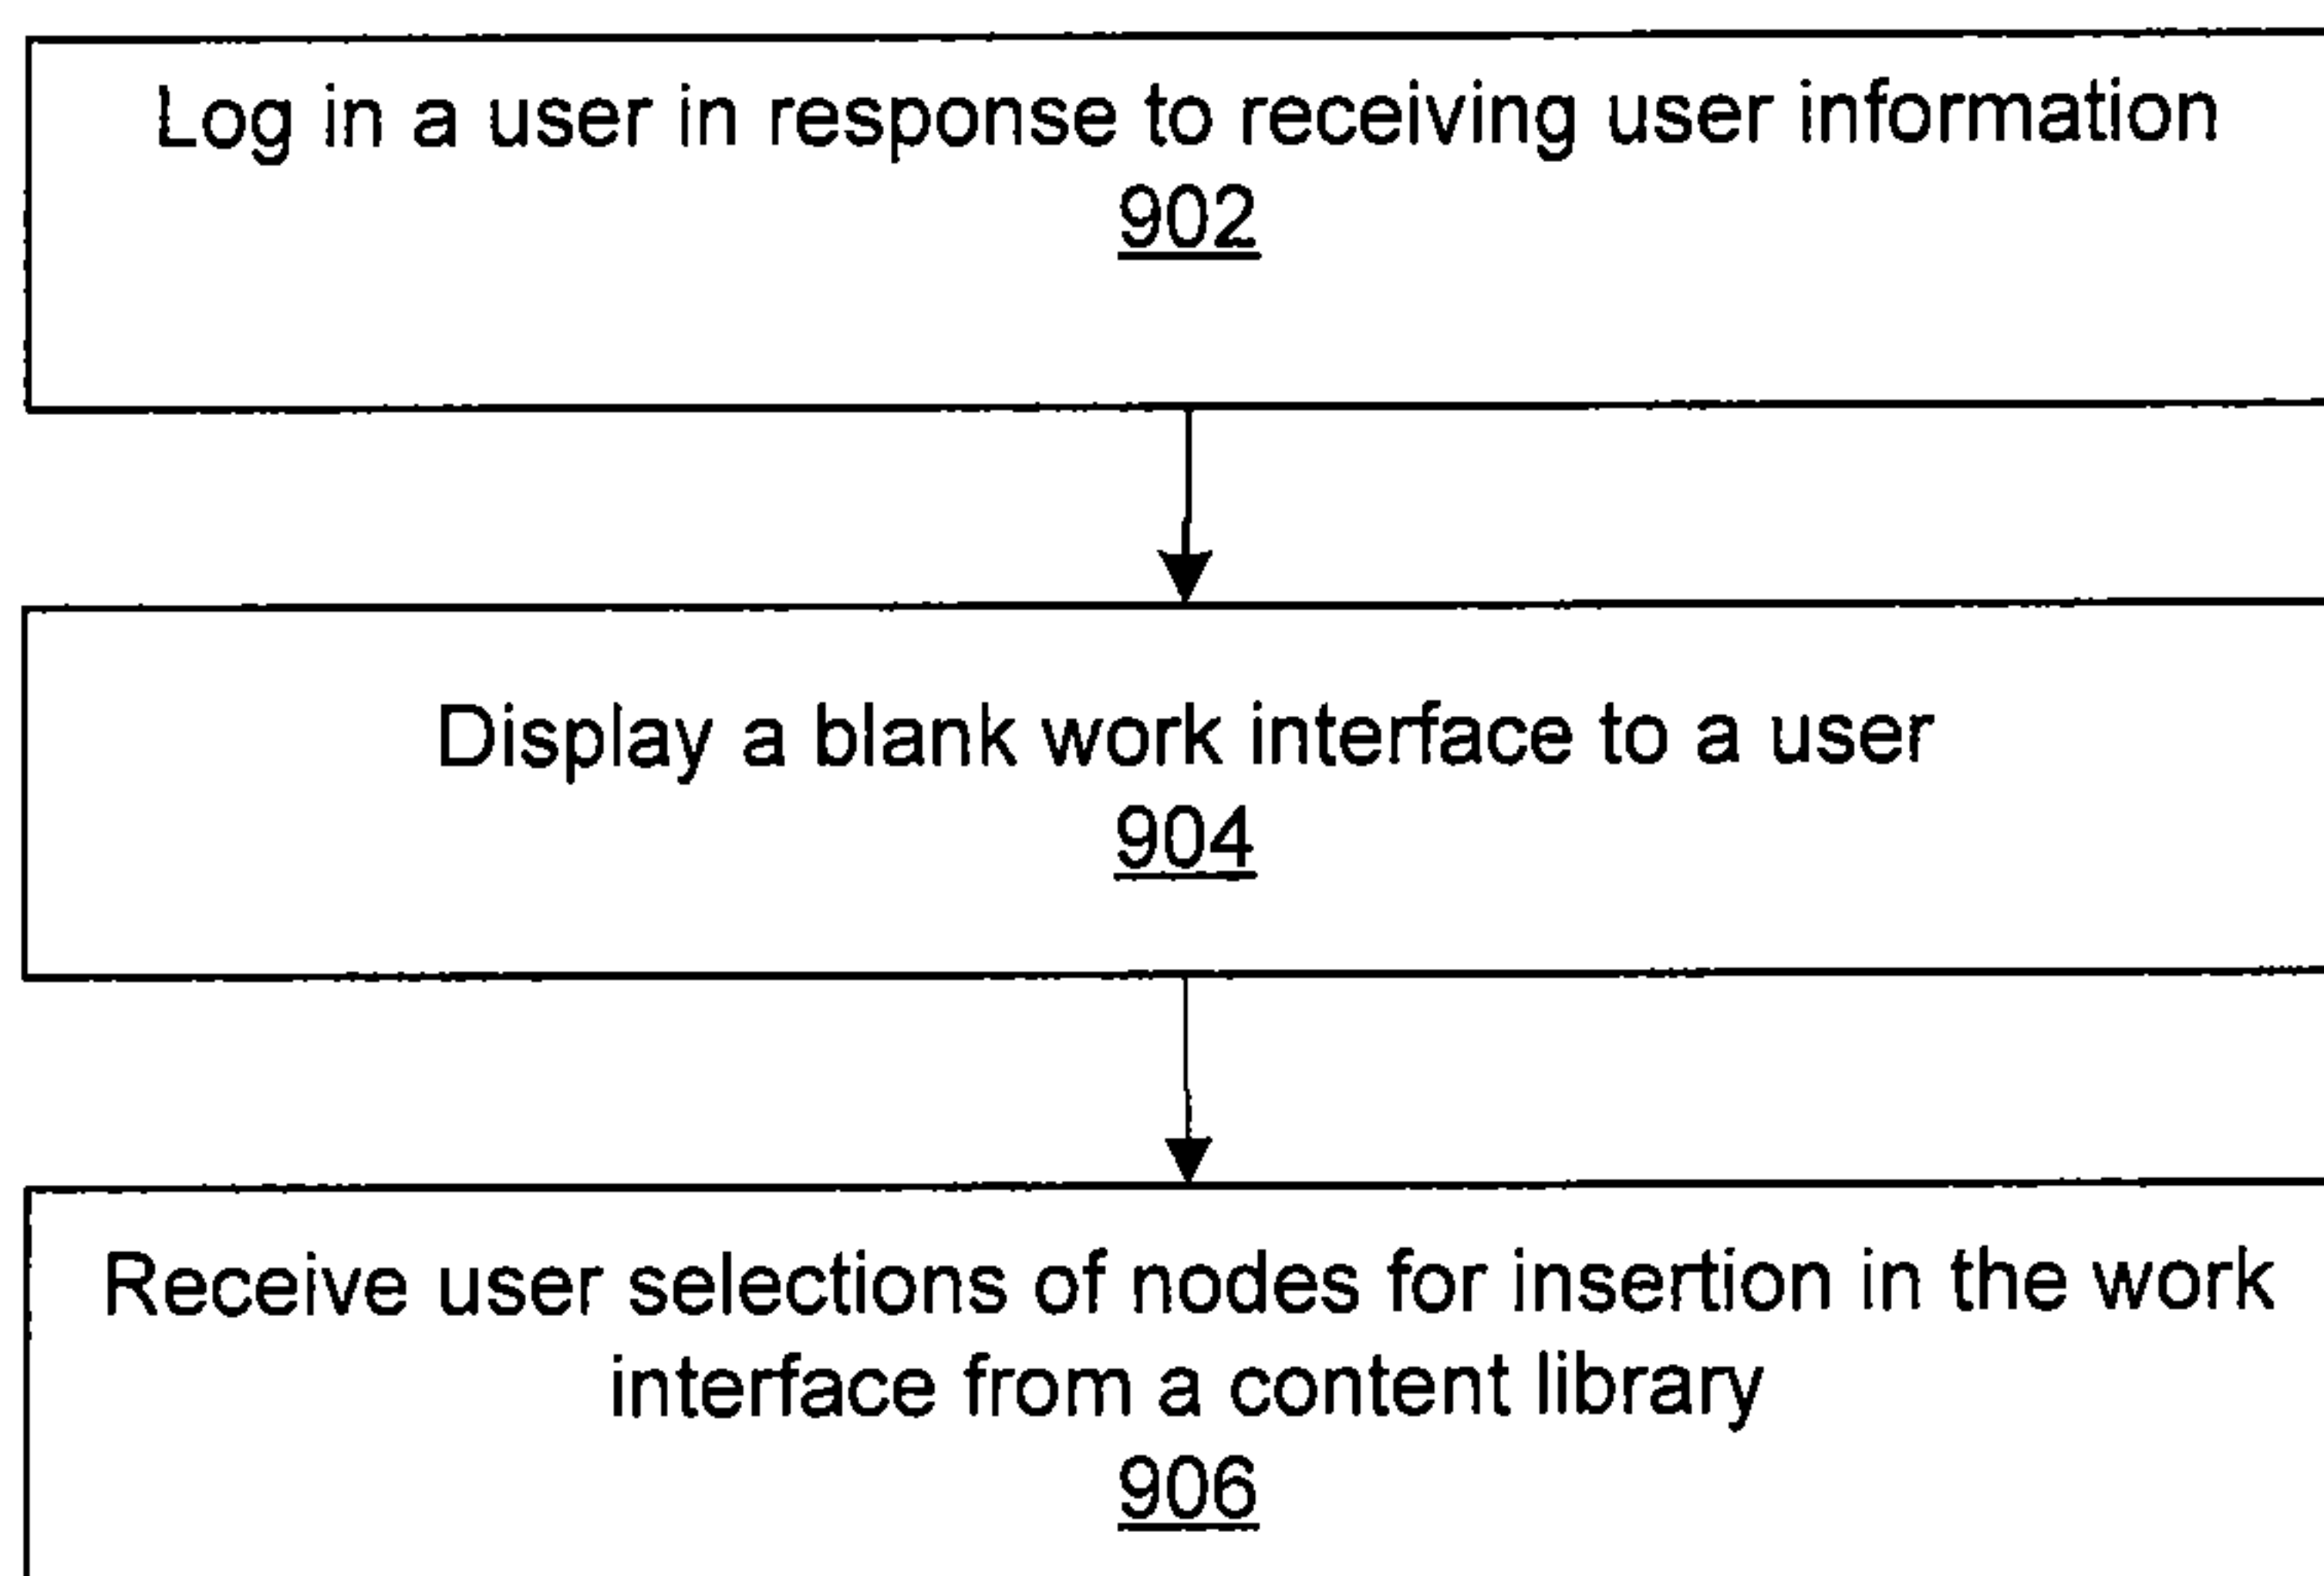 Log in a user in response to receiving user information
902
Display a blank work interface to a user
904
Receive user selections of nodes for insertion in the work
interface from a content library
906